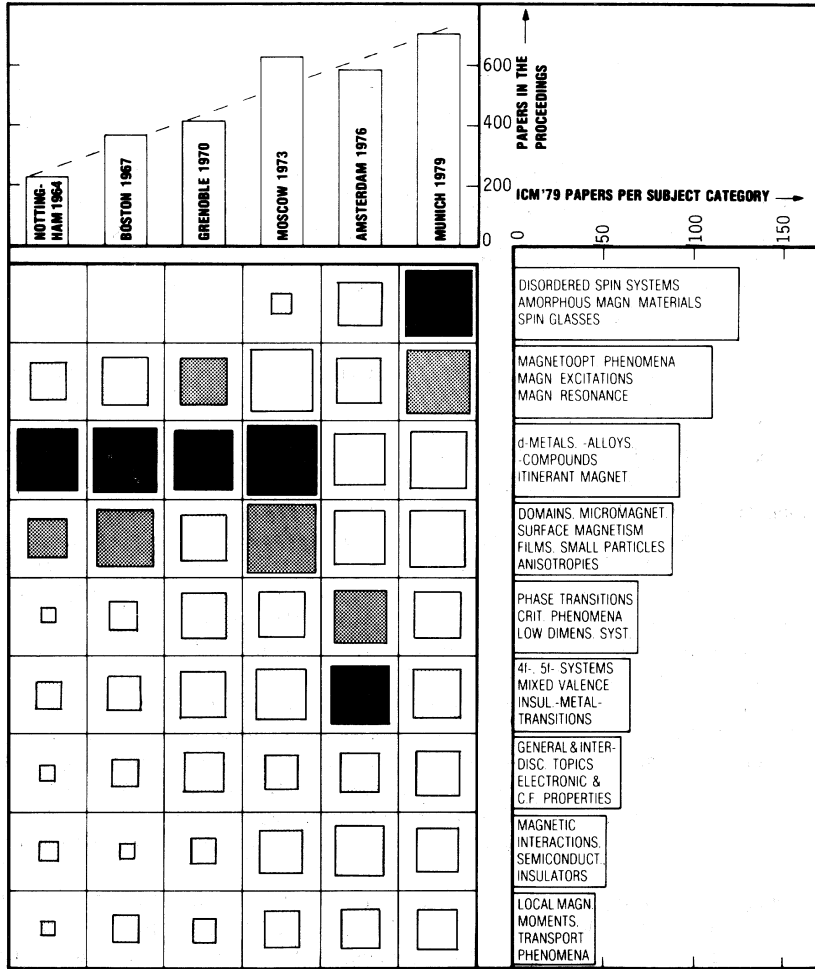 600
400
200
0
PAPERS IN THE
PROCEEDINGS
NOTTING-
HAM 1964
BOSTON 1967
GRENOBLE 1970
MOSCOW 1973
AMSTERDAM 1976
MUNICH 1979
ICM'79 PAPERS PER SUBJECT CATEGORY
0
50
100
150
DISORDERED SPIN SYSTEMS
AMORPHOUS MAGN MATERIALS
SPIN GLASSES
MAGNETOOPT PHENOMENA
MAGN EXCITATIONS
MAGN RESONANCE
d-METALS. -ALLOYS.
-COMPOUNDS
ITINERANT MAGNET
DOMAINS. MICROMAGNET.
SURFACE MAGNETISM
FILMS. SMALL PARTICLES
ANISOTROPIES
PHASE TRANSITIONS
CRIT. PHENOMENA
LOW DIMENS. SYST.
4f-. 5f- SYSTEMS
MIXED VALENCE
INSUL.-METAL-
TRANSITIONS
GENERAL & INTER-
DISC. TOPICS
ELECTRONIC &
C.F. PROPERTIES
MAGNETIC
INTERACTIONS.
SEMICONDUCT.
INSULATORS
LOCAL MAGN.
MOMENTS.
TRANSPORT
PHENOMENA